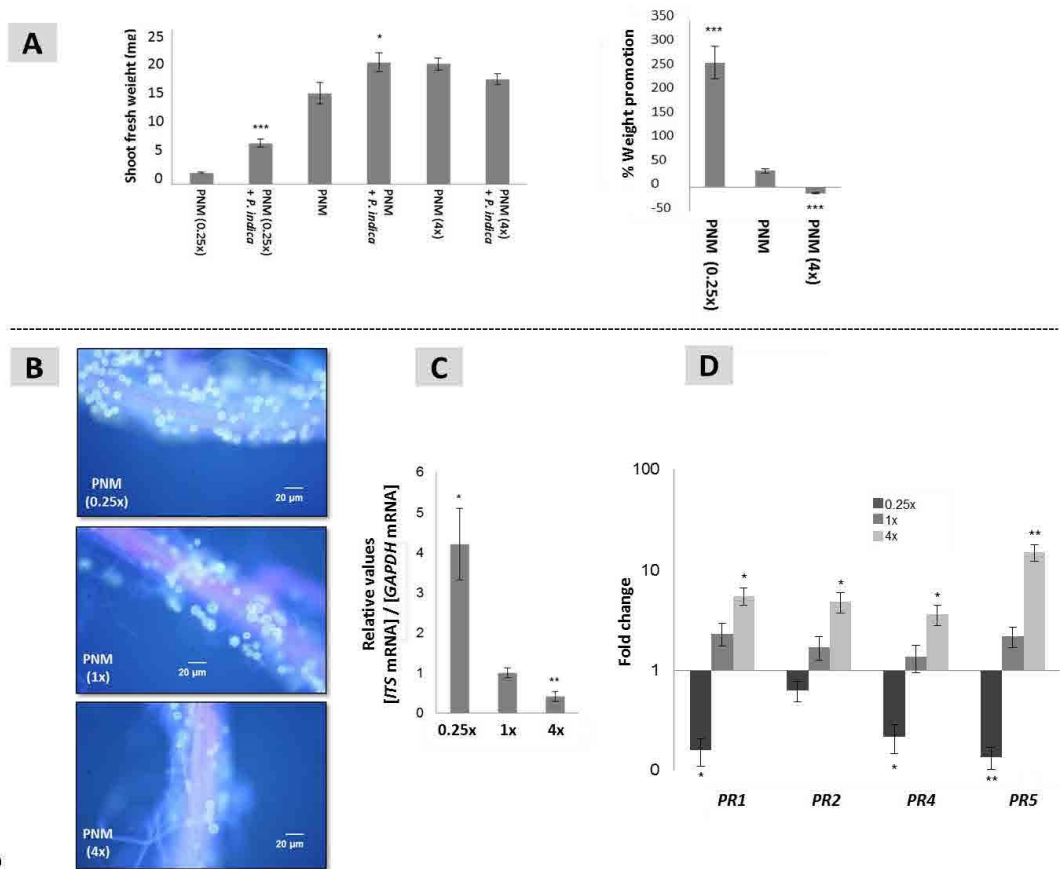 A
Shoot fresh weight (mg)
25
20
15
10
5
0
***
*
PNM (0.25x)
PNM (0.25x)
+ P. indica
PNM
PNM
+ P. indica
PNM (4x)
PNM (4x)
+ P. indica
% Weight promotion
350
300
250
200
150
100
50
0
-50
***
***
PNM (0.25x)
PNM
PNM (4x)
B
PNM
(0.25x)
20 µm
PNM
(1x)
20 µm
PNM
(4x)
20 µm
C
Relative values
[ITS mRNA] / [GAPDH mRNA]
6
5
4
3
2
1
0
*
**
0.25x
1x
4x
D
Fold change
100
10
1
0
0.25x
1x
4x
*
*
*
**
*
*
**
PR1
PR2
PR4
PR5